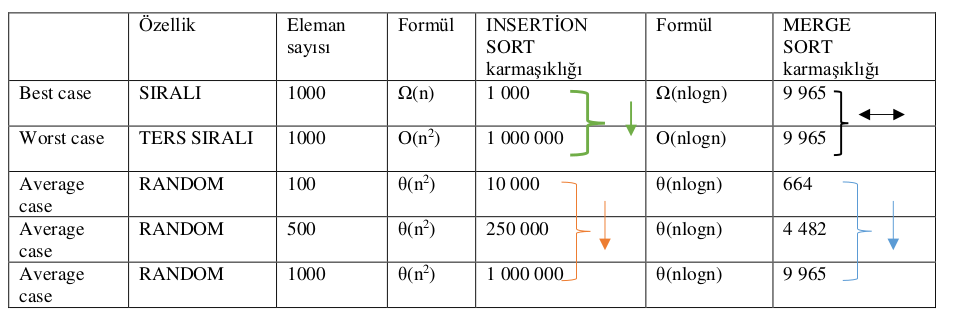 Özellik Eleman sayısı Formül INSERTİON SORT karmaşıklığı Formül MERGE SORT karmaşıklığı
Best case SIRALI 1000 Ω(n) 1 000 Ω(nlogn) 9 965
Worst case TERS SIRALI 1000 O(n²) 1 000 000 O(nlogn) 9 965
Average case RANDOM 100 θ(n²) 10 000 θ(nlogn) 664
Average case RANDOM 500 θ(n²) 250 000 θ(nlogn) 4 482
Average case RANDOM 1000 θ(n²) 1 000 000 θ(nlogn) 9 965